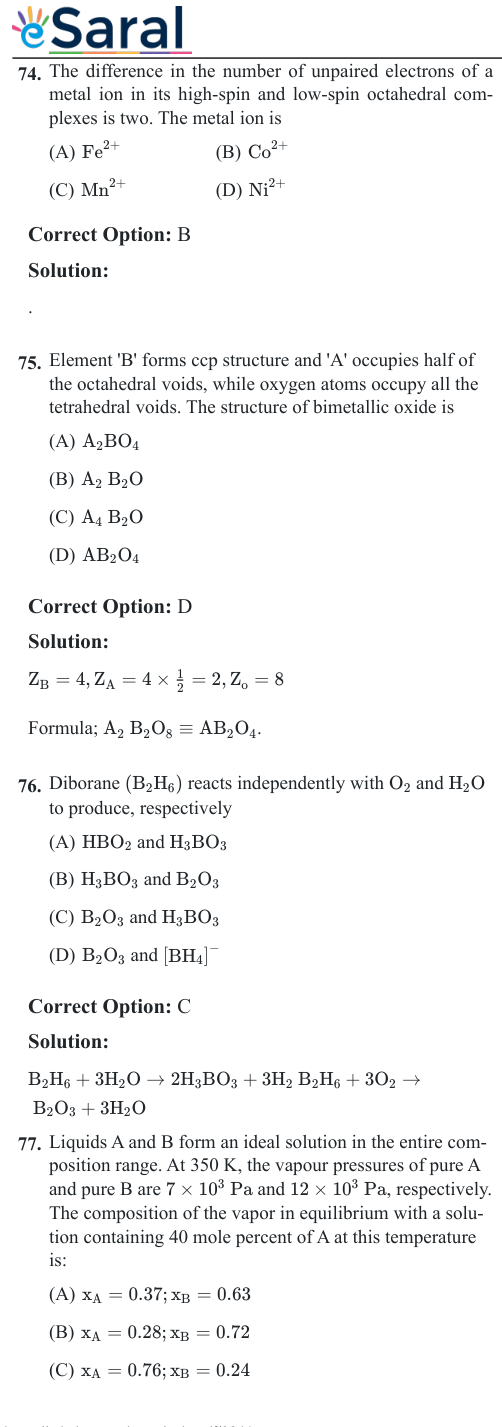 eSaral
74. The difference in the number of unpaired electrons of a
metal ion in its high-spin and low-spin octahedral com-
plexes is two. The metal ion is
(A) Fe²⁺ (B) Co²⁺
(C) Mn²⁺ (D) Ni²⁺
Correct Option: B
Solution:
.
75. Element 'B' forms ccp structure and 'A' occupies half of
the octahedral voids, while oxygen atoms occupy all the
tetrahedral voids. The structure of bimetallic oxide is
(A) A₂BO₄
(B) A₂ B₂O
(C) A₄ B₂O
(D) AB₂O₄
Correct Option: D
Solution:
Z_B = 4, Z_A = 4 × 1/2 = 2, Zₒ = 8
Formula; A₂ B₂O₈ ≡ AB₂O₄.
76. Diborane (B₂H₆) reacts independently with O₂ and H₂O
to produce, respectively
(A) HBO₂ and H₃BO₃
(B) H₃BO₃ and B₂O₃
(C) B₂O₃ and H₃BO₃
(D) B₂O₃ and [BH₄]⁻
Correct Option: C
Solution:
B₂H₆ + 3H₂O → 2H₃BO₃ + 3H₂ B₂H₆ + 3O₂ →
B₂O₃ + 3H₂O
77. Liquids A and B form an ideal solution in the entire com-
position range. At 350 K, the vapour pressures of pure A
and pure B are 7 × 10³ Pa and 12 × 10³ Pa, respectively.
The composition of the vapor in equilibrium with a solu-
tion containing 40 mole percent of A at this temperature
is:
(A) x_A = 0.37; x_B = 0.63
(B) x_A = 0.28; x_B = 0.72
(C) x_A = 0.76; x_B = 0.24